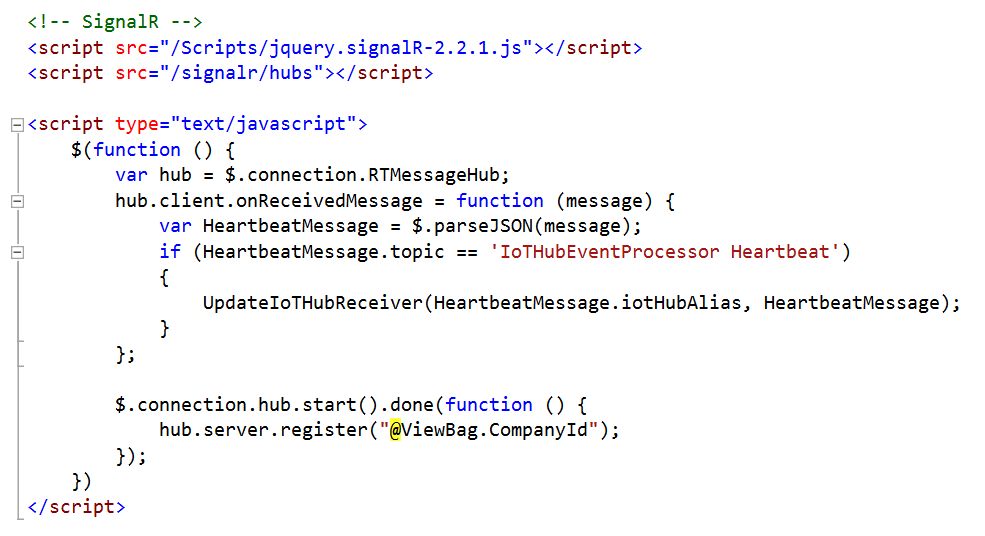 <!-- SignalR -->
<script src="/Scripts/jquery.signalR-2.2.1.js"></script>
<script src="/signalr/hubs"></script>
<script type="text/javascript">
    $(function () {
        var hub = $.connection.RTMessageHub;
        hub.client.onReceivedMessage = function (message) {
            var HeartbeatMessage = $.parseJSON(message);
            if (HeartbeatMessage.topic == 'IoTHubEventProcessor Heartbeat')
            {
                UpdateIoTHubReceiver(HeartbeatMessage.iotHubAlias, HeartbeatMessage);
            }
        };
        $.connection.hub.start().done(function () {
            hub.server.register("@ViewBag.CompanyId");
        });
    })
</script>